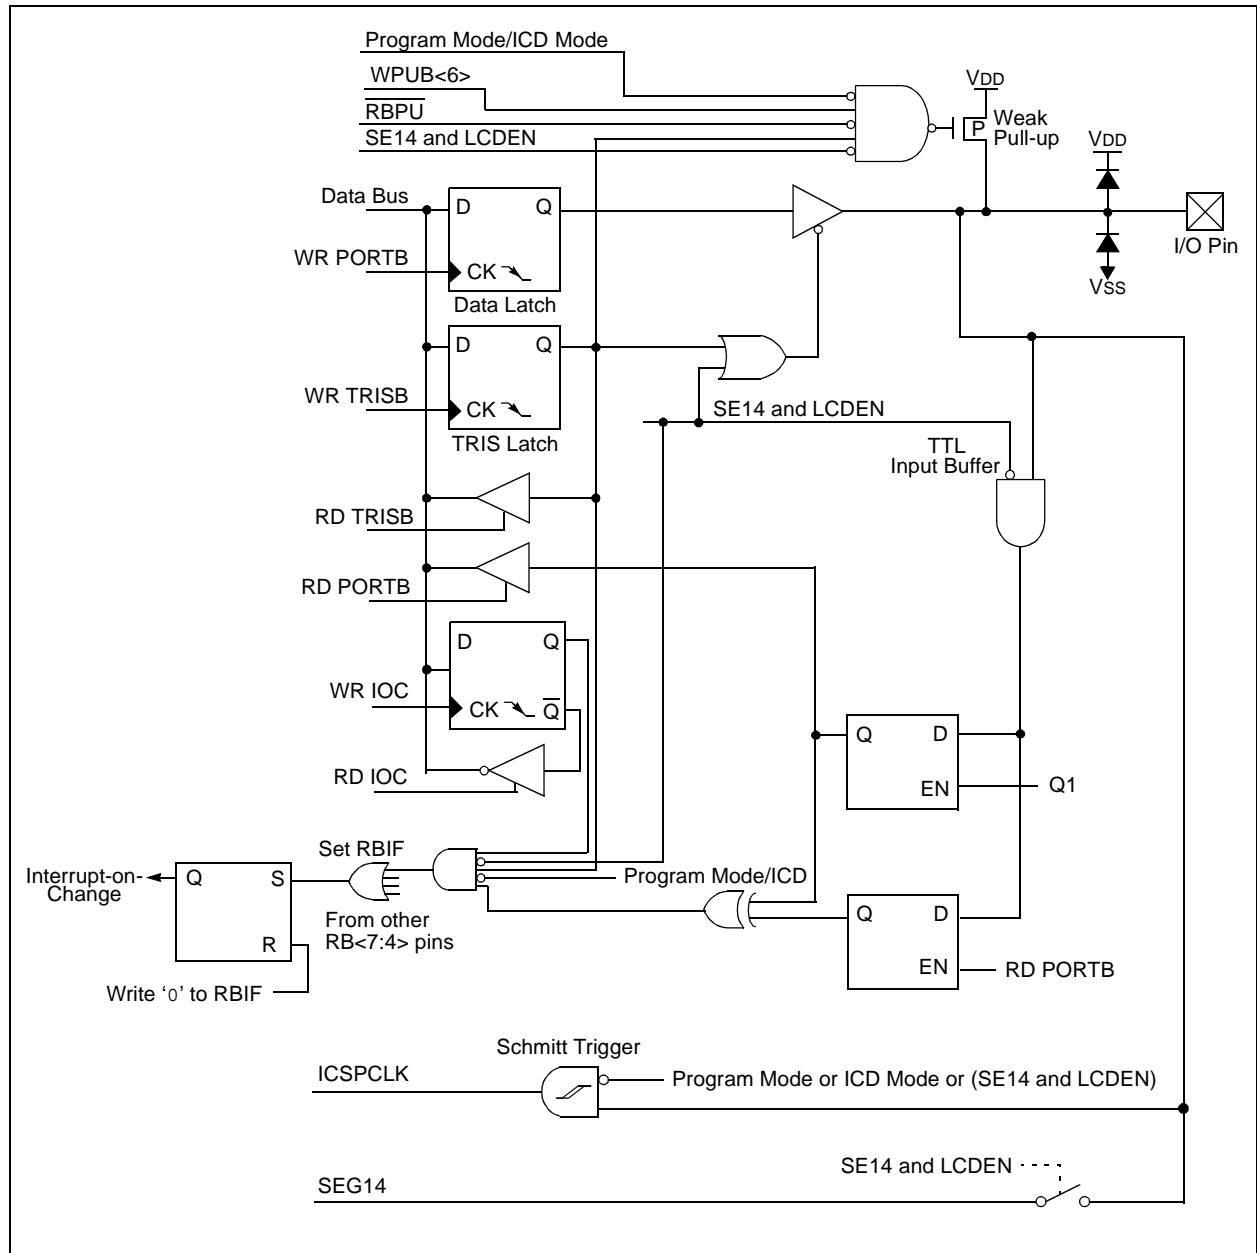 Program Mode/ICD Mode
WPUB<6>
RBPU
SE14 and LCDEN
VDD
P
Weak
Pull-up
VDD
I/O Pin
VSS
Data Bus
D
Q
WR PORTB
CK
Data Latch
D
Q
WR TRISB
CK
TRIS Latch
SE14 and LCDEN
TTL
Input Buffer
RD TRISB
RD PORTB
D
Q
WR IOC
CK
Q
RD IOC
Q
D
EN
Q1
Set RBIF
Interrupt-on-
Change
Q
S
R
From other
RB<7:4> pins
Write ‘0’ to RBIF
Program Mode/ICD
Q
D
EN
RD PORTB
Schmitt Trigger
ICSPCLK
Program Mode or ICD Mode or (SE14 and LCDEN)
SE14 and LCDEN
SEG14